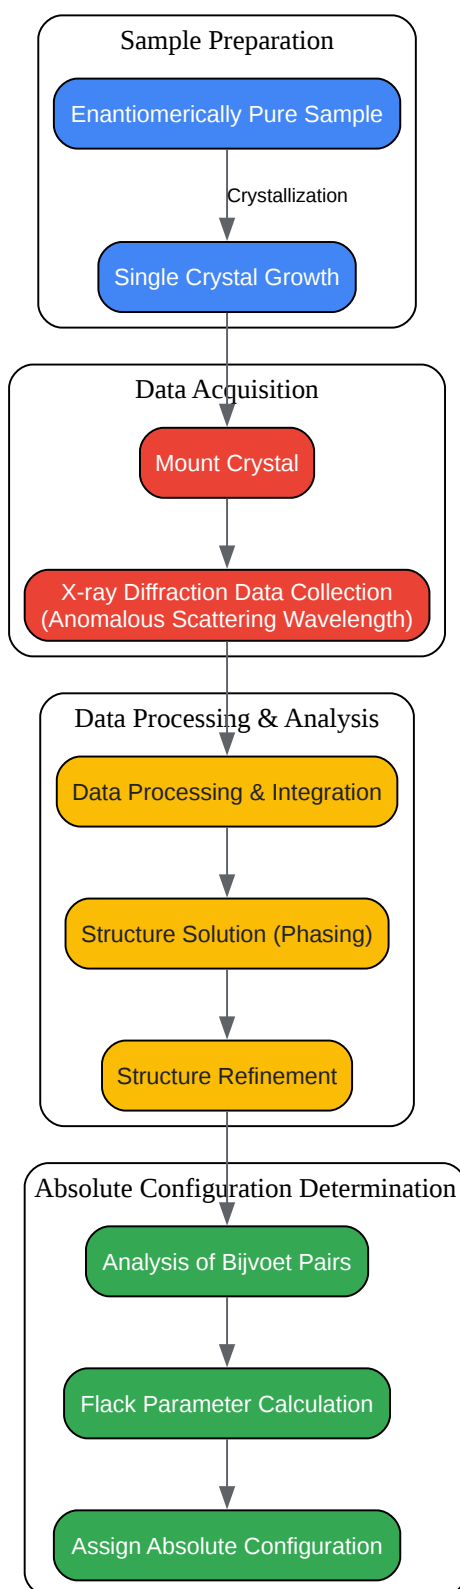 Sample Preparation
Enantiomerically Pure Sample
Crystallization
Single Crystal Growth
Data Acquisition
Mount Crystal
X-ray Diffraction Data Collection
(Anomalous Scattering Wavelength)
Data Processing & Analysis
Data Processing & Integration
Structure Solution (Phasing)
Structure Refinement
Absolute Configuration Determination
Analysis of Bijvoet Pairs
Flack Parameter Calculation
Assign Absolute Configuration